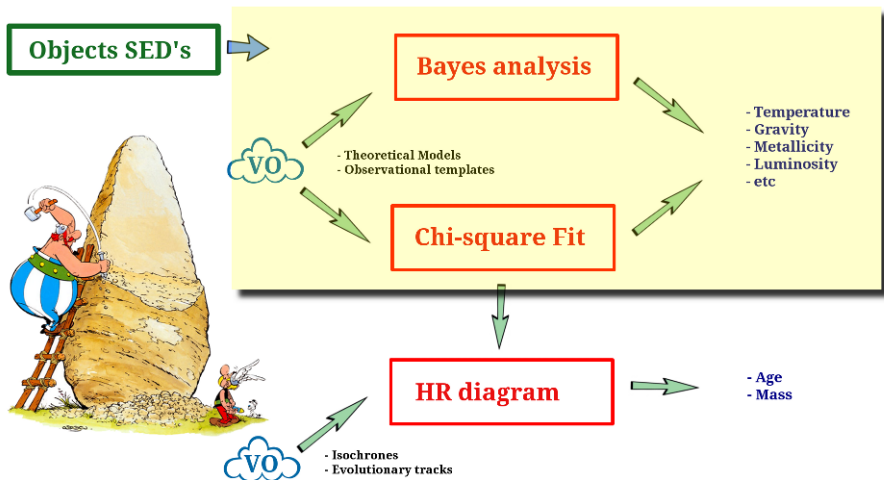 Objects SED's
Bayes analysis
- Temperature
- Gravity
- Metallicity
- Luminosity
- etc
VO
- Theoretical Models
- Observational templates
Chi-square Fit
HR diagram
- Age
- Mass
VO
- Isochrones
- Evolutionary tracks